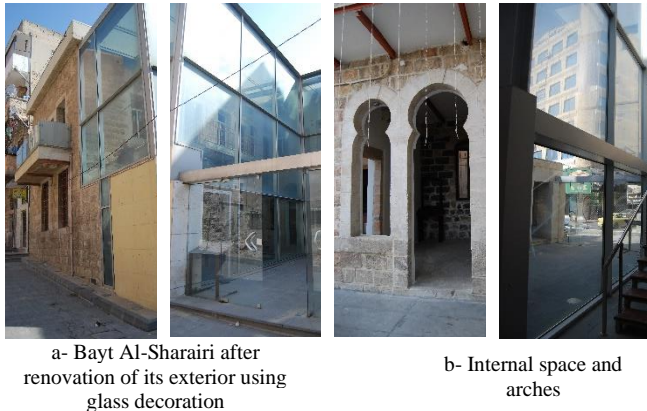 a- Bayt Al-Sharairi after
renovation of its exterior using
glass decoration
b- Internal space and
arches